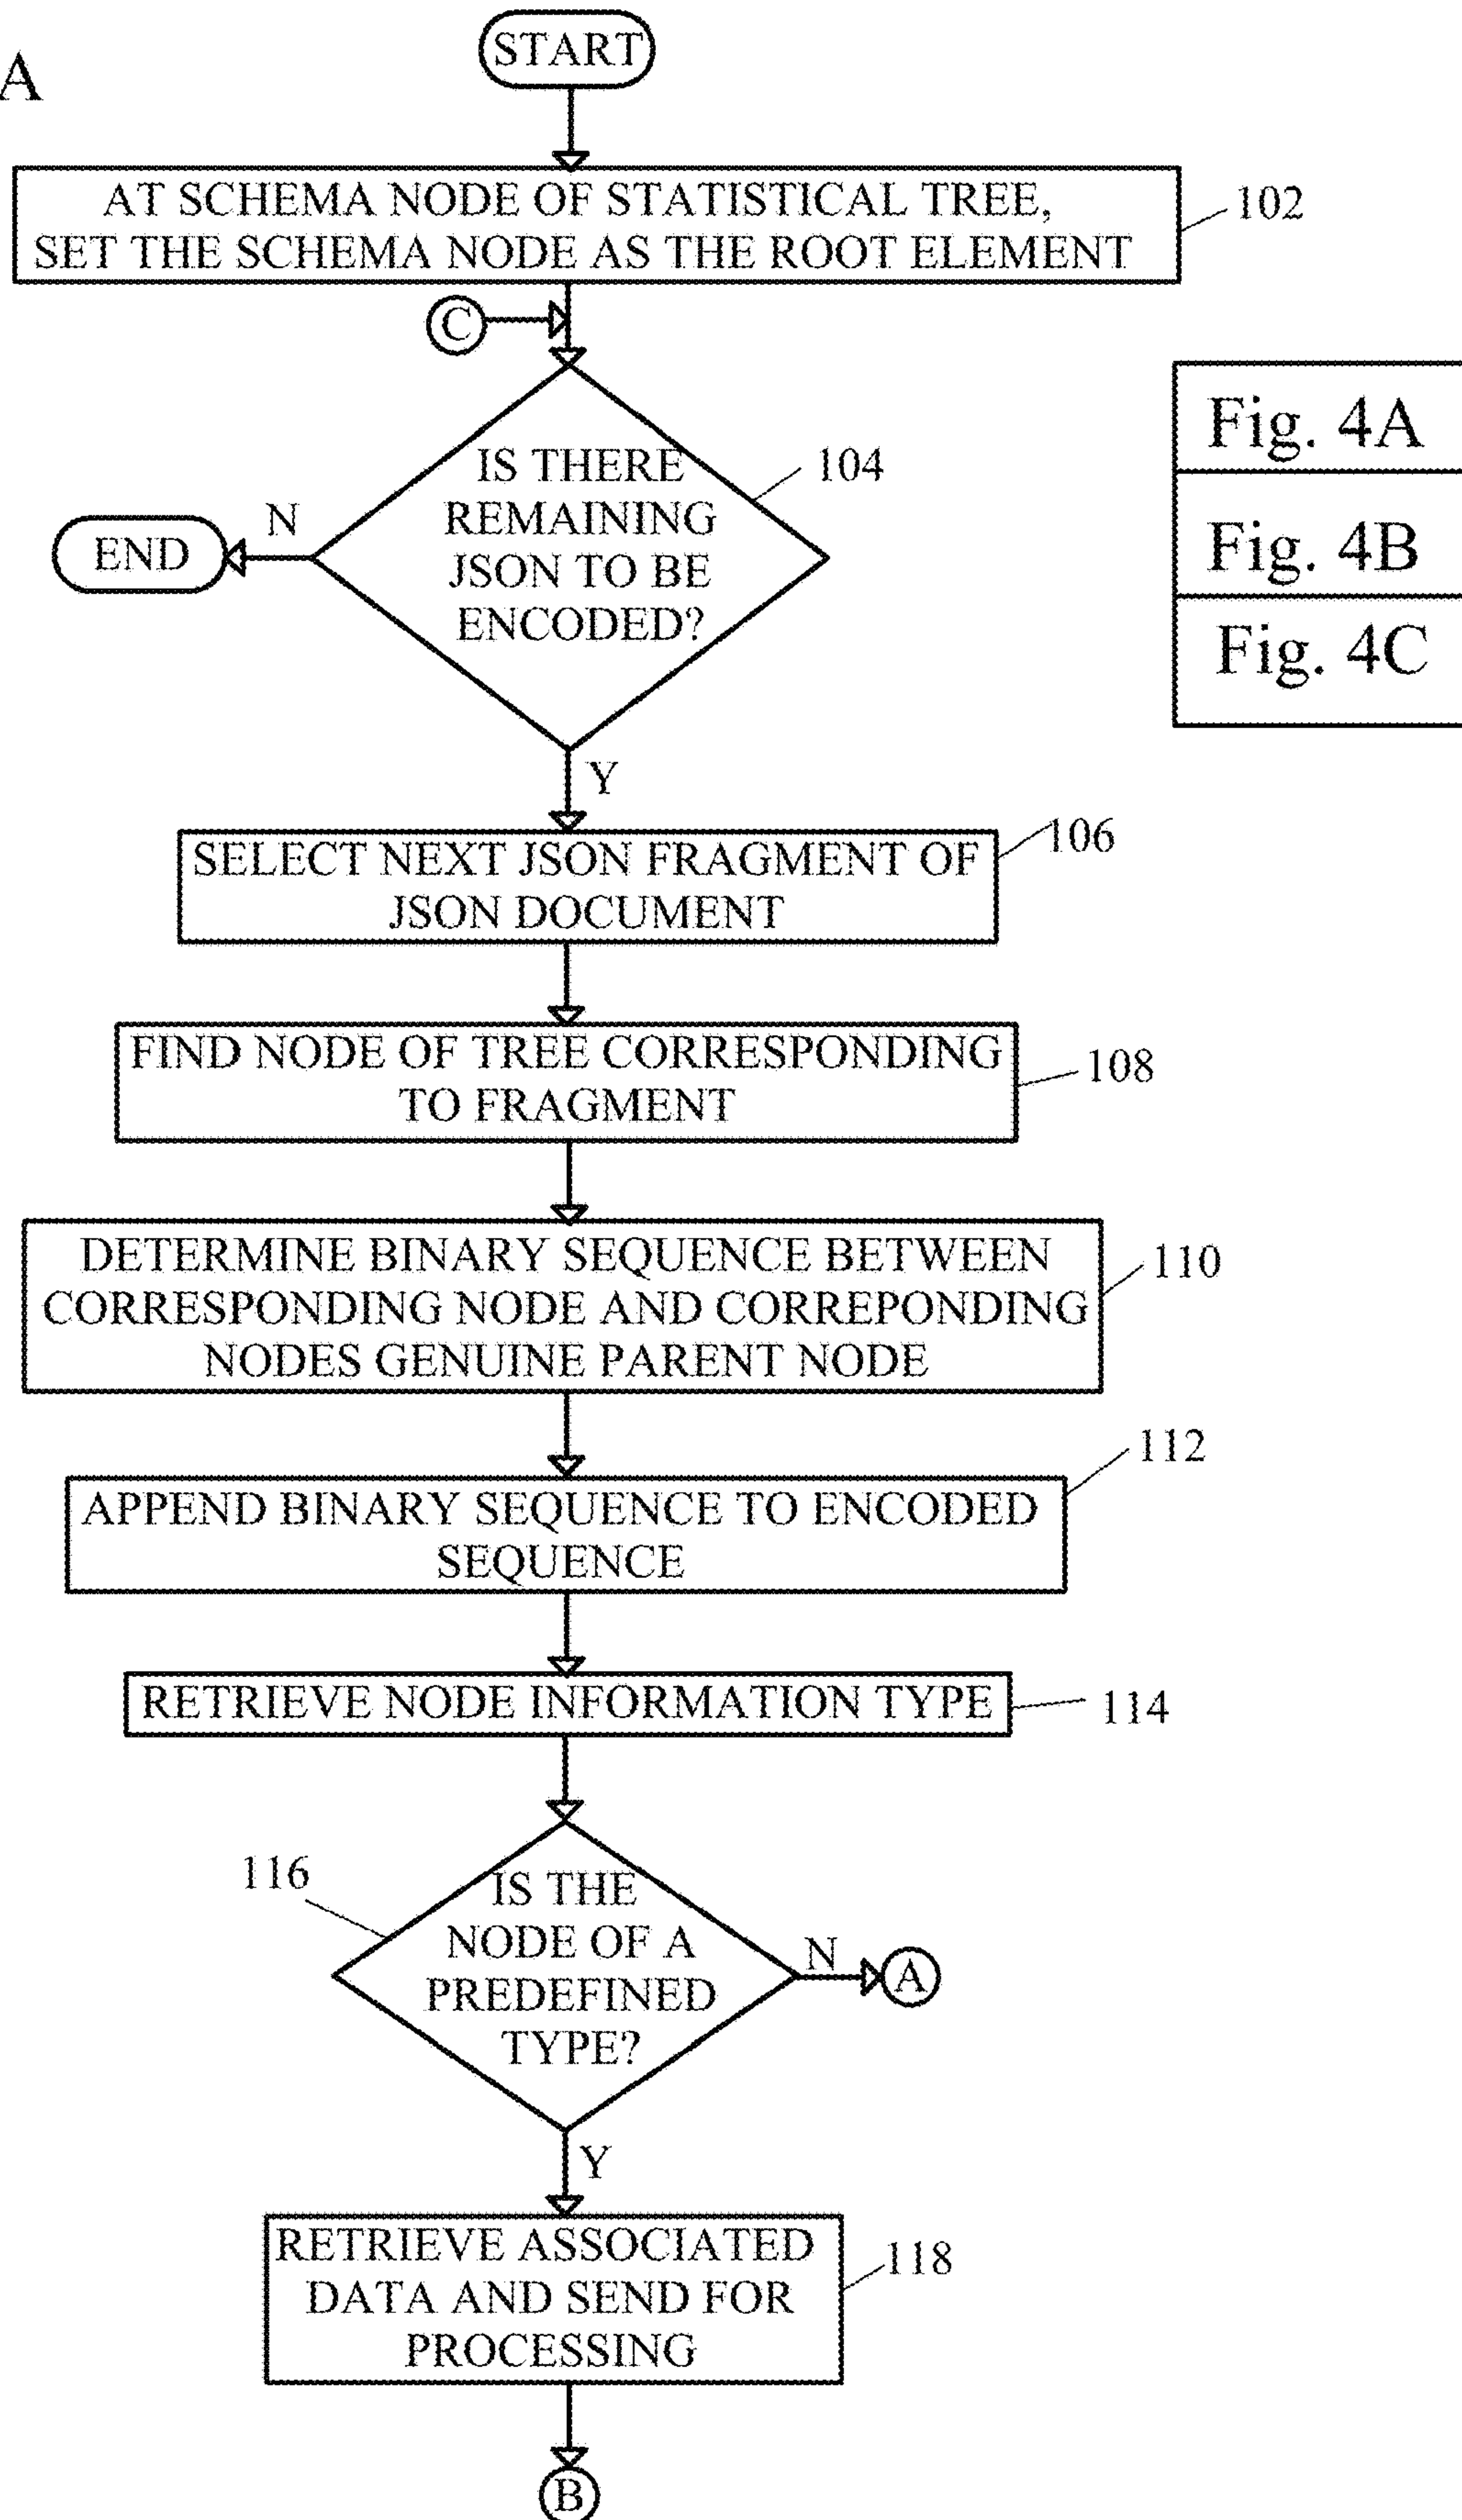 A
START
AT SCHEMA NODE OF STATISTICAL TREE,
SET THE SCHEMA NODE AS THE ROOT ELEMENT
102
C
IS THERE
REMAINING
JSON TO BE
ENCODED?
104
N
END
Y
Fig. 4A
Fig. 4B
Fig. 4C
SELECT NEXT JSON FRAGMENT OF
JSON DOCUMENT
106
FIND NODE OF TREE CORRESPONDING
TO FRAGMENT
108
DETERMINE BINARY SEQUENCE BETWEEN
CORRESPONDING NODE AND CORREPONDING
NODES GENUINE PARENT NODE
110
APPEND BINARY SEQUENCE TO ENCODED
SEQUENCE
112
RETRIEVE NODE INFORMATION TYPE
114
116
IS THE
NODE OF A
PREDEFINED
TYPE?
N
A
Y
RETRIEVE ASSOCIATED
DATA AND SEND FOR
PROCESSING
118
B